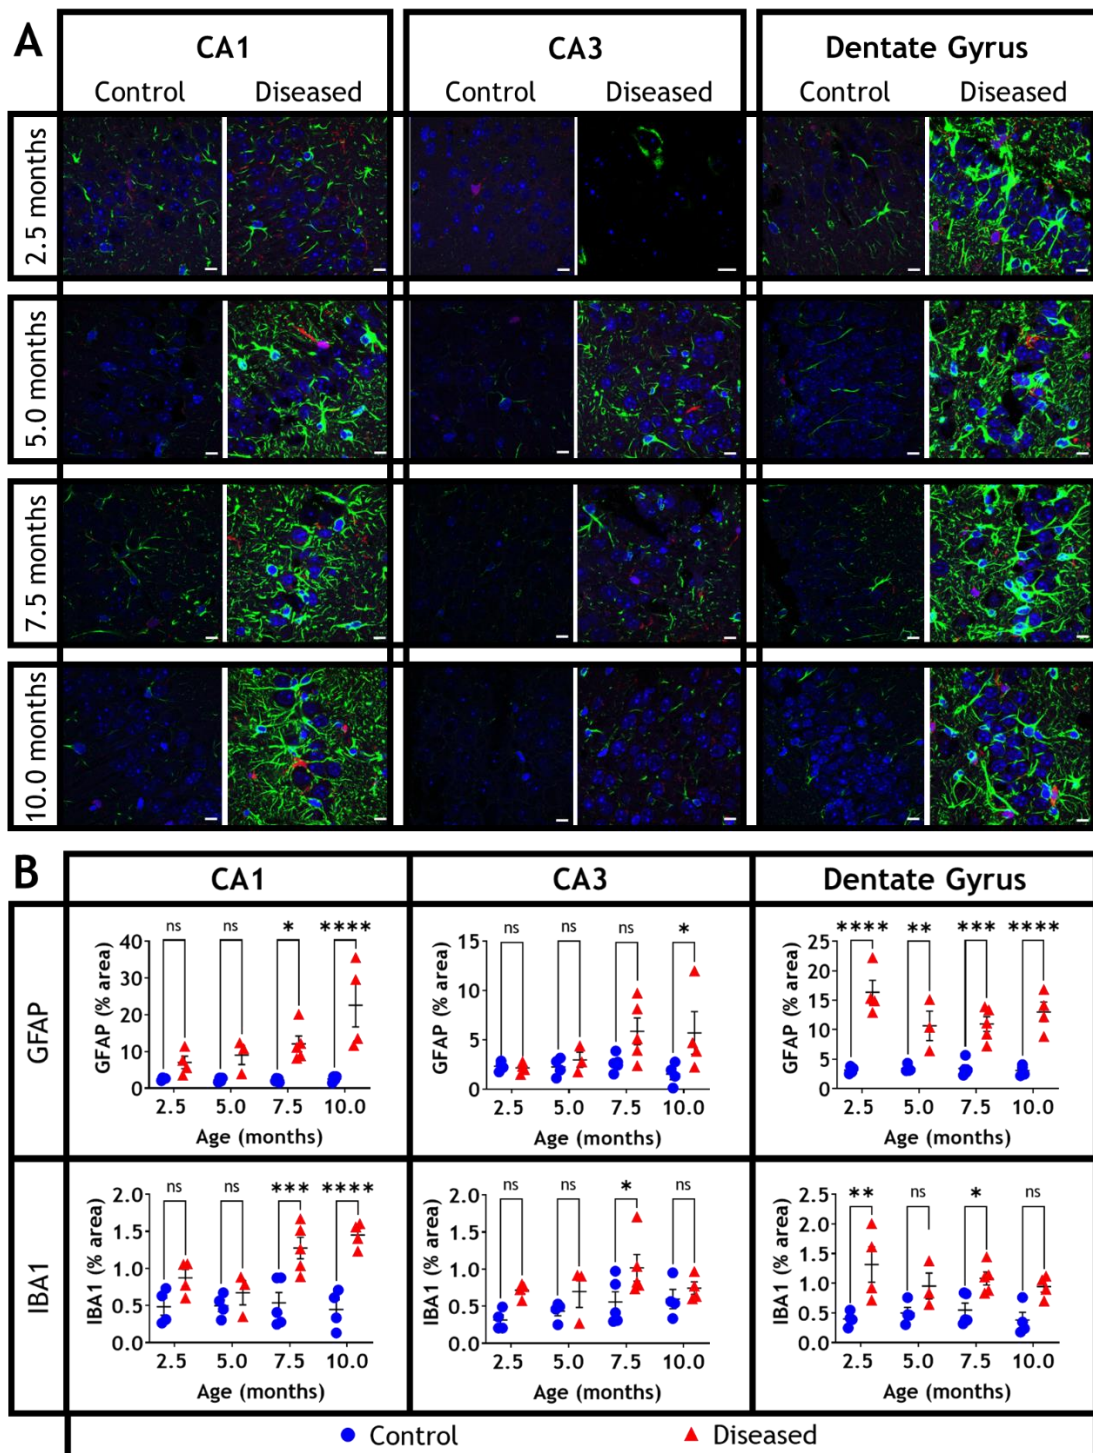 A
CA1 CA3 Dentate Gyrus
Control Diseased Control Diseased Control Diseased
2.5 months
5.0 months
7.5 months
10.0 months
B
CA1 CA3 Dentate Gyrus
GFAP
GFAP (% area)
40
30
20
10
0
ns ns * ****
2.5 5.0 7.5 10.0
Age (months)
GFAP (% area)
15
10
5
0
ns ns ns *
2.5 5.0 7.5 10.0
Age (months)
GFAP (% area)
25
20
15
10
5
0
**** ** *** ****
2.5 5.0 7.5 10.0
Age (months)
IBA1
IBA1 (% area)
2.0
1.5
1.0
0.5
0.0
ns ns *** ****
2.5 5.0 7.5 10.0
Age (months)
IBA1 (% area)
2.0
1.5
1.0
0.5
0.0
ns ns * ns
2.5 5.0 7.5 10.0
Age (months)
IBA1 (% area)
2.5
2.0
1.5
1.0
0.5
0.0
** ns * ns
2.5 5.0 7.5 10.0
Age (months)
Control Diseased